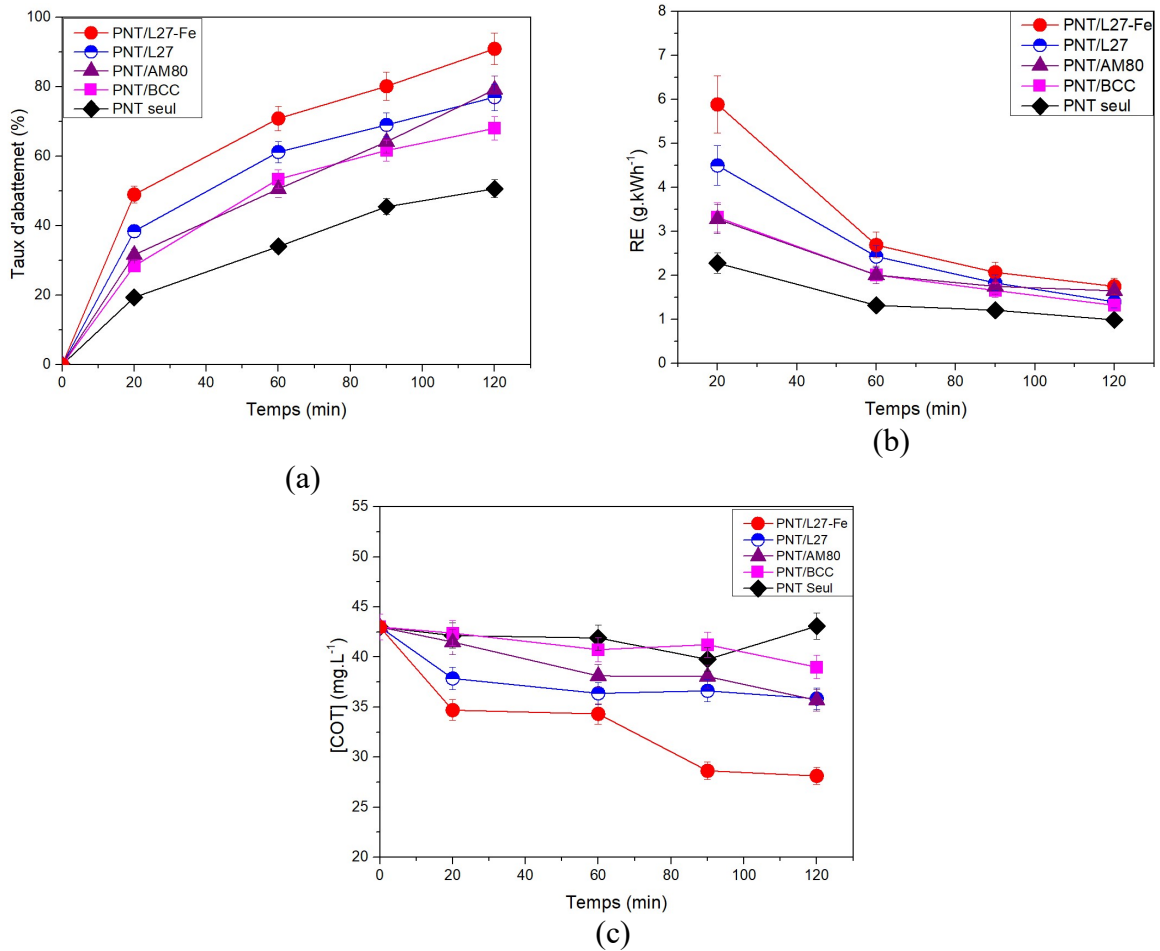 100
80
60
40
20
0
Taux d'abattemet (%)
PNT/L27-Fe
PNT/L27
PNT/AM80
PNT/BCC
PNT seul
0 20 40 60 80 100 120
Temps (min)
(a)
8
7
6
5
4
3
2
1
0
RE (g.kWh⁻¹)
PNT/L27-Fe
PNT/L27
PNT/AM80
PNT/BCC
PNT seul
20 40 60 80 100 120
Temps (min)
(b)
55
50
45
40
35
30
25
20
[COT] (mg.L⁻¹)
PNT/L27-Fe
PNT/L27
PNT/AM80
PNT/BCC
PNT Seul
0 20 40 60 80 100 120
Temps (min)
(c)